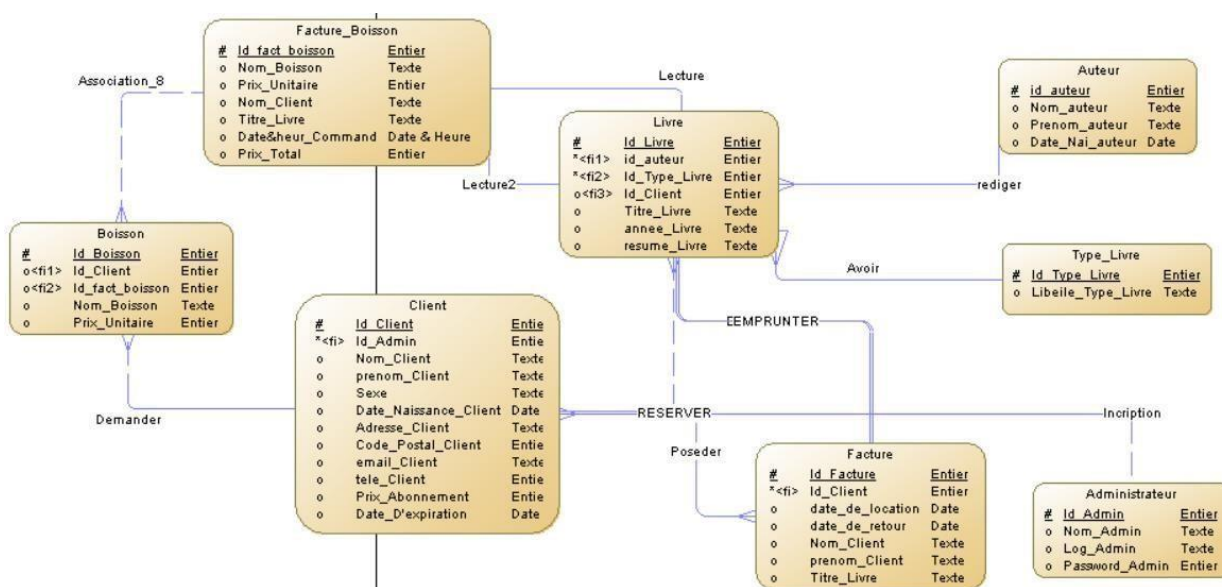 Facture_Boisson
# Id_fact_boisson Entier
o Nom_Boisson Texte
o Prix_Unitaire Entier
o Nom_Client Texte
o Titre_Livre Texte
o Date&heur_Command Date & Heure
o Prix_Total Entier
Association_8
Lecture
Lecture2
Auteur
# id_auteur Entier
o Nom_auteur Texte
o Prenom_auteur Texte
o Date_Nai_auteur Date
Livre
# Id_Livre Entier
*<fi1> id_auteur Entier
*<fi2> Id_Type_Livre Entier
o<fi3> Id_Client Entier
o Titre_Livre Texte
o annee_Livre Texte
o resume_Livre Texte
rediger
Boisson
# Id_Boisson Entier
o<fi1> Id_Client Entier
o<fi2> Id_fact_boisson Entier
o Nom_Boisson Texte
o Prix_Unitaire Entier
Avoir
Type_Livre
# Id_Type_Livre Entier
o Libeile_Type_Livre Texte
Client
# Id_Client Entie
*<fi> Id_Admin Entie
o Nom_Client Texte
o prenom_Client Texte
o Sexe Texte
o Date_Naissance_Client Date
o Adresse_Client Texte
o Code_Postal_Client Entie
o email_Client Texte
o tele_Client Entie
o Prix_Abonnement Entie
o Date_D'expiration Date
EMPRUNTER
Demander
RESERVER
Incription
Poseder
Facture
# Id_Facture Entier
*<fi> Id_Client Entier
o date_de_location Date
o date_de_retour Date
o Nom_Client Texte
o prenom_Client Texte
o Titre_Livre Texte
Administrateur
# Id_Admin Entier
o Nom_Admin Texte
o Log_Admin Texte
o Password_Admin Entier